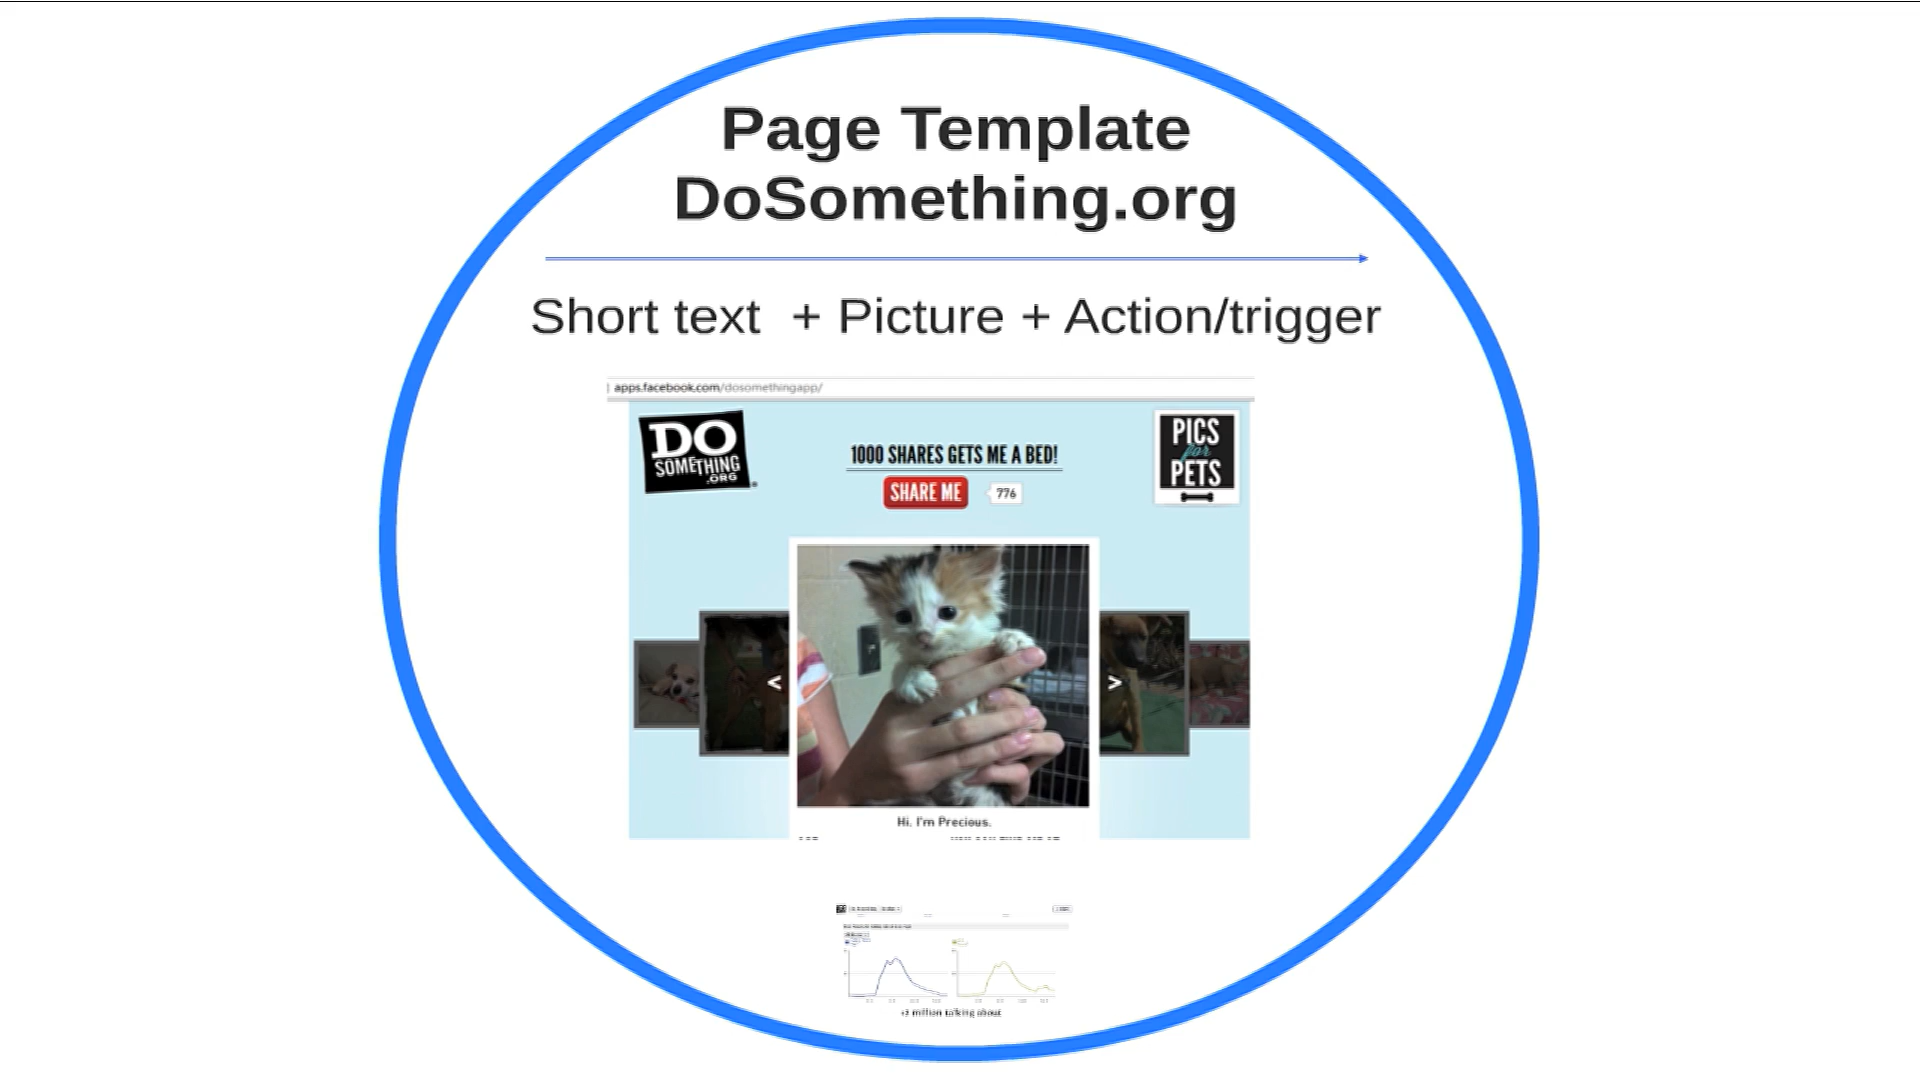 Page Template
DoSomething.org
Short text + Picture + Action/trigger
apps.facebook.com/dosomethingapp/
DO
SOMETHING
.ORG
1000 SHARES GETS ME A BED!
SHARE ME
776
PICS
for
PETS
<
>
Hi, I'm Precious.
million talking about